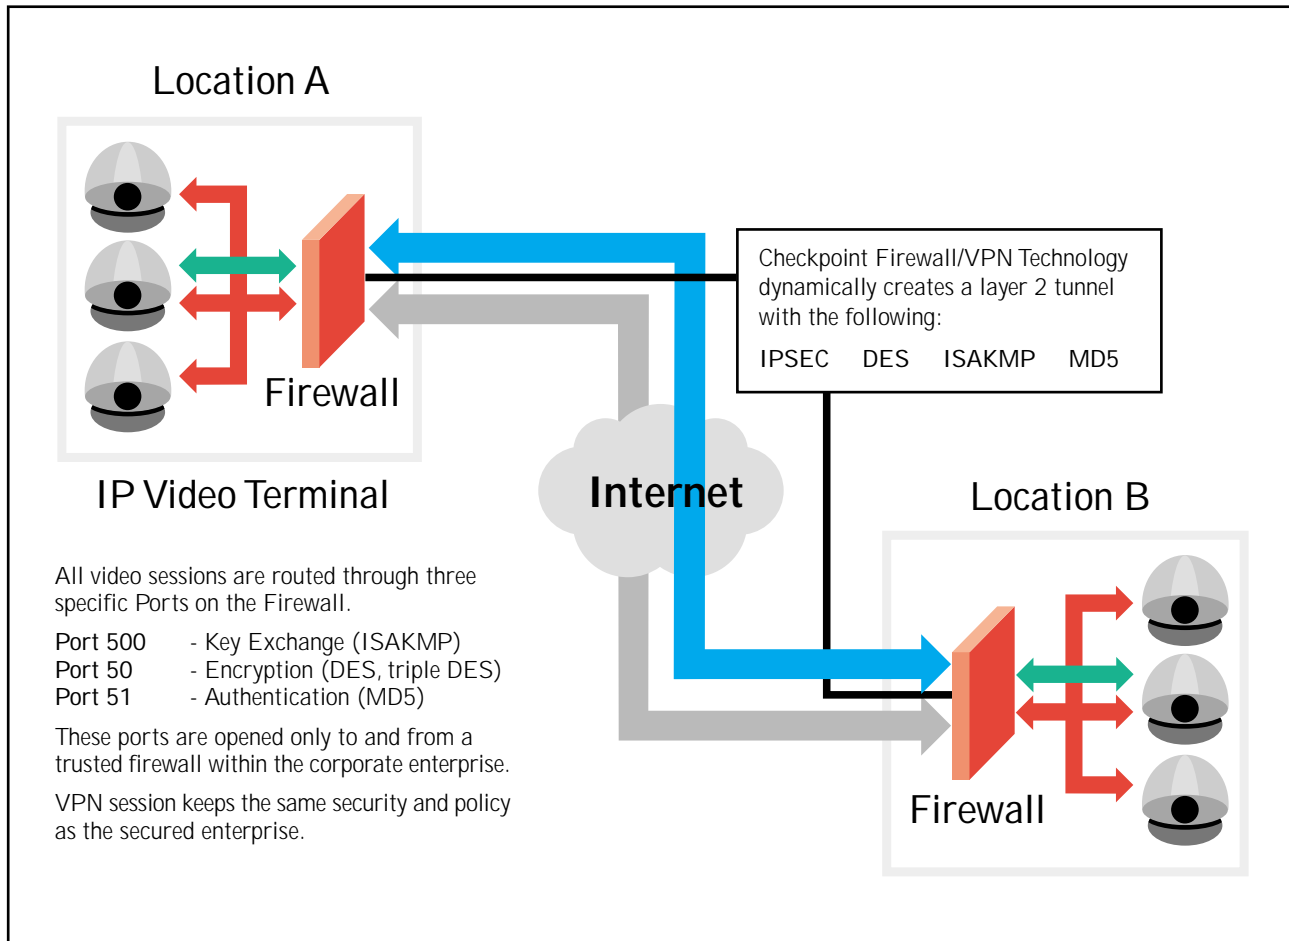 Location A
Firewall
IP Video Terminal
Checkpoint Firewall/VPN Technology
dynamically creates a layer 2 tunnel
with the following:
IPSEC DES ISAKMP MD5
Internet
Location B
Firewall
All video sessions are routed through three
specific Ports on the Firewall.
Port 500 - Key Exchange (ISAKMP)
Port 50 - Encryption (DES, triple DES)
Port 51 - Authentication (MD5)
These ports are opened only to and from a
trusted firewall within the corporate enterprise.
VPN session keeps the same security and policy
as the secured enterprise.